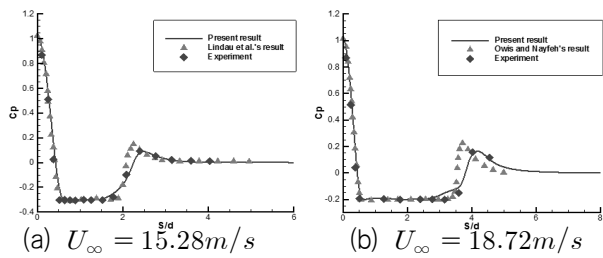 Present result
Lindau et al.'s result
Experiment
1.2
1
0.8
0.6
0.4
0.2
0
-0.2
-0.4
Cp
0
2
4
6
S/d
(a) U∞ = 15.28m/s
Present result
Owis and Nayfeh's result
Experiment
1.2
1
0.8
0.6
0.4
0.2
0
-0.2
Cp
0
2
4
6
8
S/d
(b) U∞ = 18.72m/s